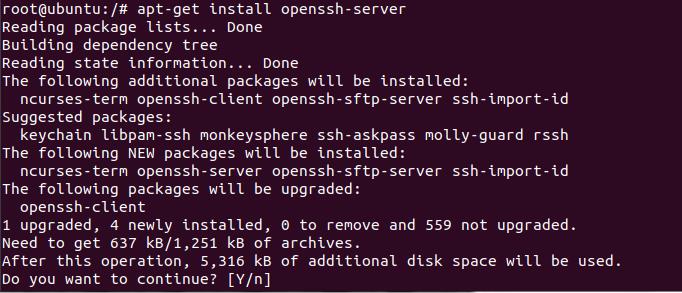 root@ubuntu:/# apt-get install openssh-server
Reading package lists... Done
Building dependency tree
Reading state information... Done
The following additional packages will be installed:
  ncurses-term openssh-client openssh-sftp-server ssh-import-id
Suggested packages:
  keychain libpam-ssh monkeysphere ssh-askpass molly-guard rssh
The following NEW packages will be installed:
  ncurses-term openssh-server openssh-sftp-server ssh-import-id
The following packages will be upgraded:
  openssh-client
1 upgraded, 4 newly installed, 0 to remove and 559 not upgraded.
Need to get 637 kB/1,251 kB of archives.
After this operation, 5,316 kB of additional disk space will be used.
Do you want to continue? [Y/n]